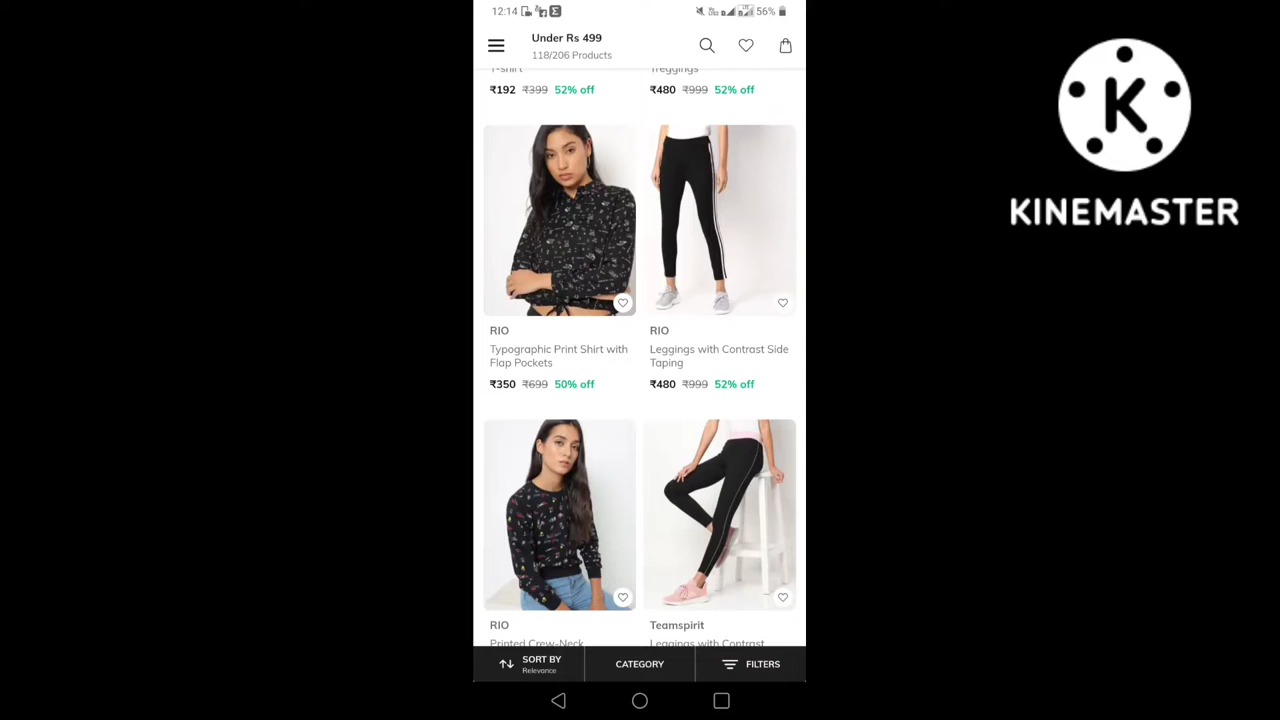 12:14
56%
Under Rs 499
118/206 Products
T-shirt
Treggings
₹192 ₹399 52% off
₹480 ₹999 52% off
RIO
Typographic Print Shirt with
Flap Pockets
₹350 ₹699 50% off
RIO
Leggings with Contrast Side
Taping
₹480 ₹999 52% off
RIO
Printed Crew-Neck
Teamspirit
Leggings with Contrast
SORT BY
Relevance
CATEGORY
FILTERS
K
KINEMASTER